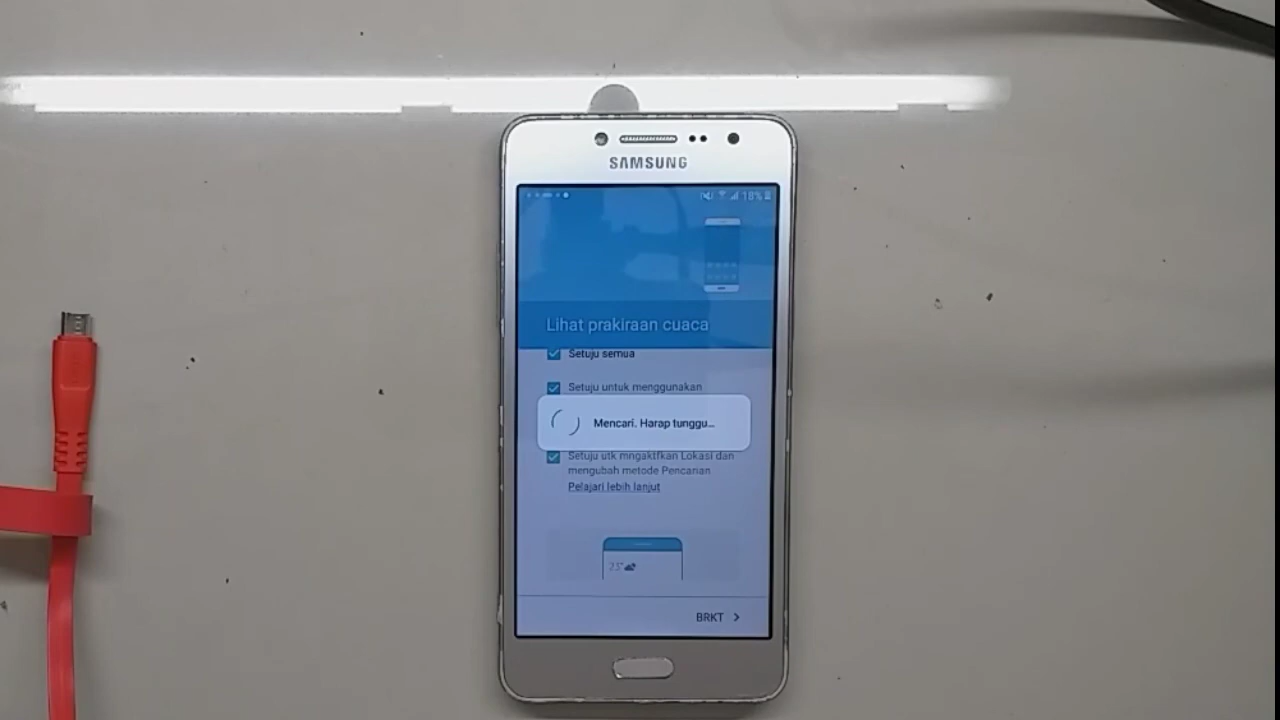 SAMSUNG
18%
Lihat prakiraan cuaca
Setuju semua
Setuju untuk menggunakan
Mencari. Harap tunggu...
Setuju utk mngaktfkan Lokasi dan
mengubah metode Pencarian
Pelajari lebih lanjut
23°
BRKT >